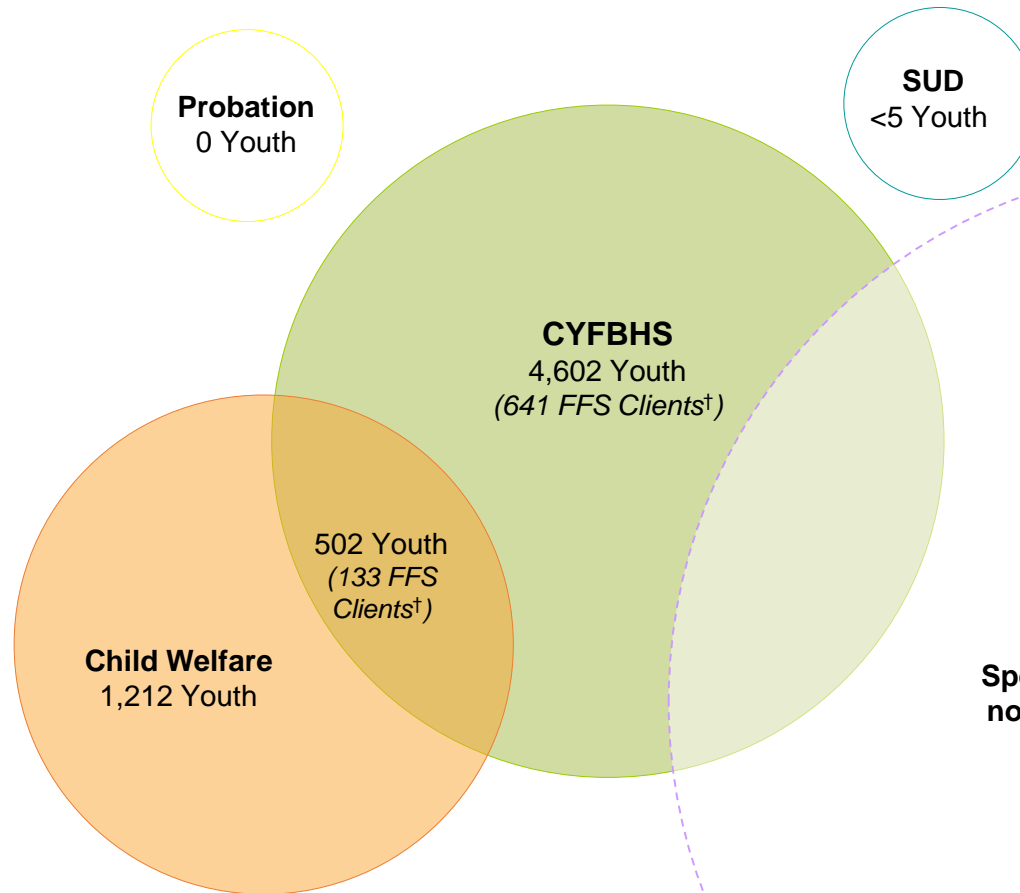 Probation
0 Youth
SUD
<5 Youth
CYFBHS
4,602 Youth
(641 FFS Clients†)
502 Youth
(133 FFS
Clients†)
Child Welfare
1,212 Youth